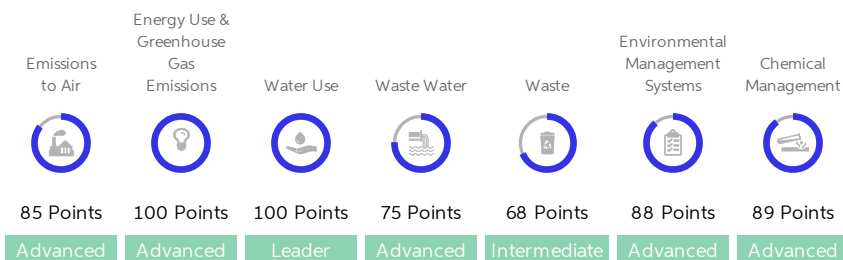 Emissions
to Air
Energy Use &
Greenhouse
Gas
Emissions
Water Use
Waste Water
Waste
Environmental
Management
Systems
Chemical
Management
85 Points
100 Points
100 Points
75 Points
68 Points
88 Points
89 Points
Advanced
Advanced
Leader
Advanced
Intermediate
Advanced
Advanced